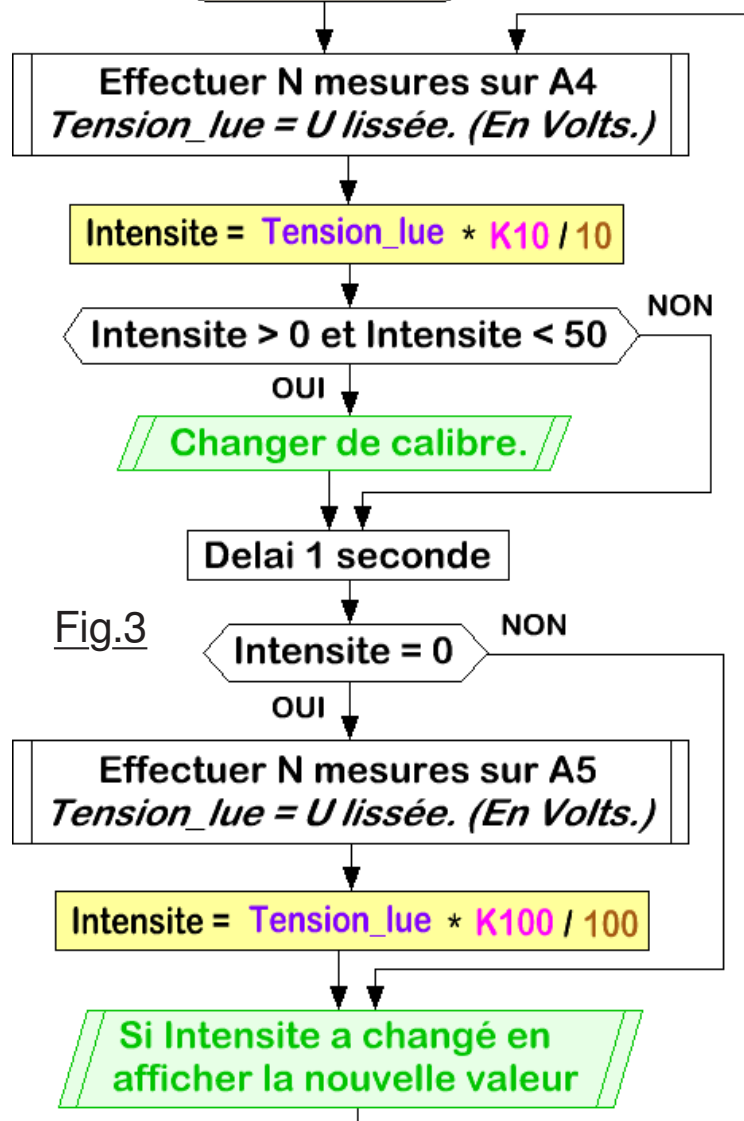 Effectuer N mesures sur A4
Tension_lue = U lissée. (En Volts.)
Intensite = Tension_lue * K10 / 10
Intensite > 0 et Intensite < 50
NON
OUI
Changer de calibre.
Delai 1 seconde
Fig.3
Intensite = 0
NON
OUI
Effectuer N mesures sur A5
Tension_lue = U lissée. (En Volts.)
Intensite = Tension_lue * K100 / 100
Si Intensite a changé en
afficher la nouvelle valeur